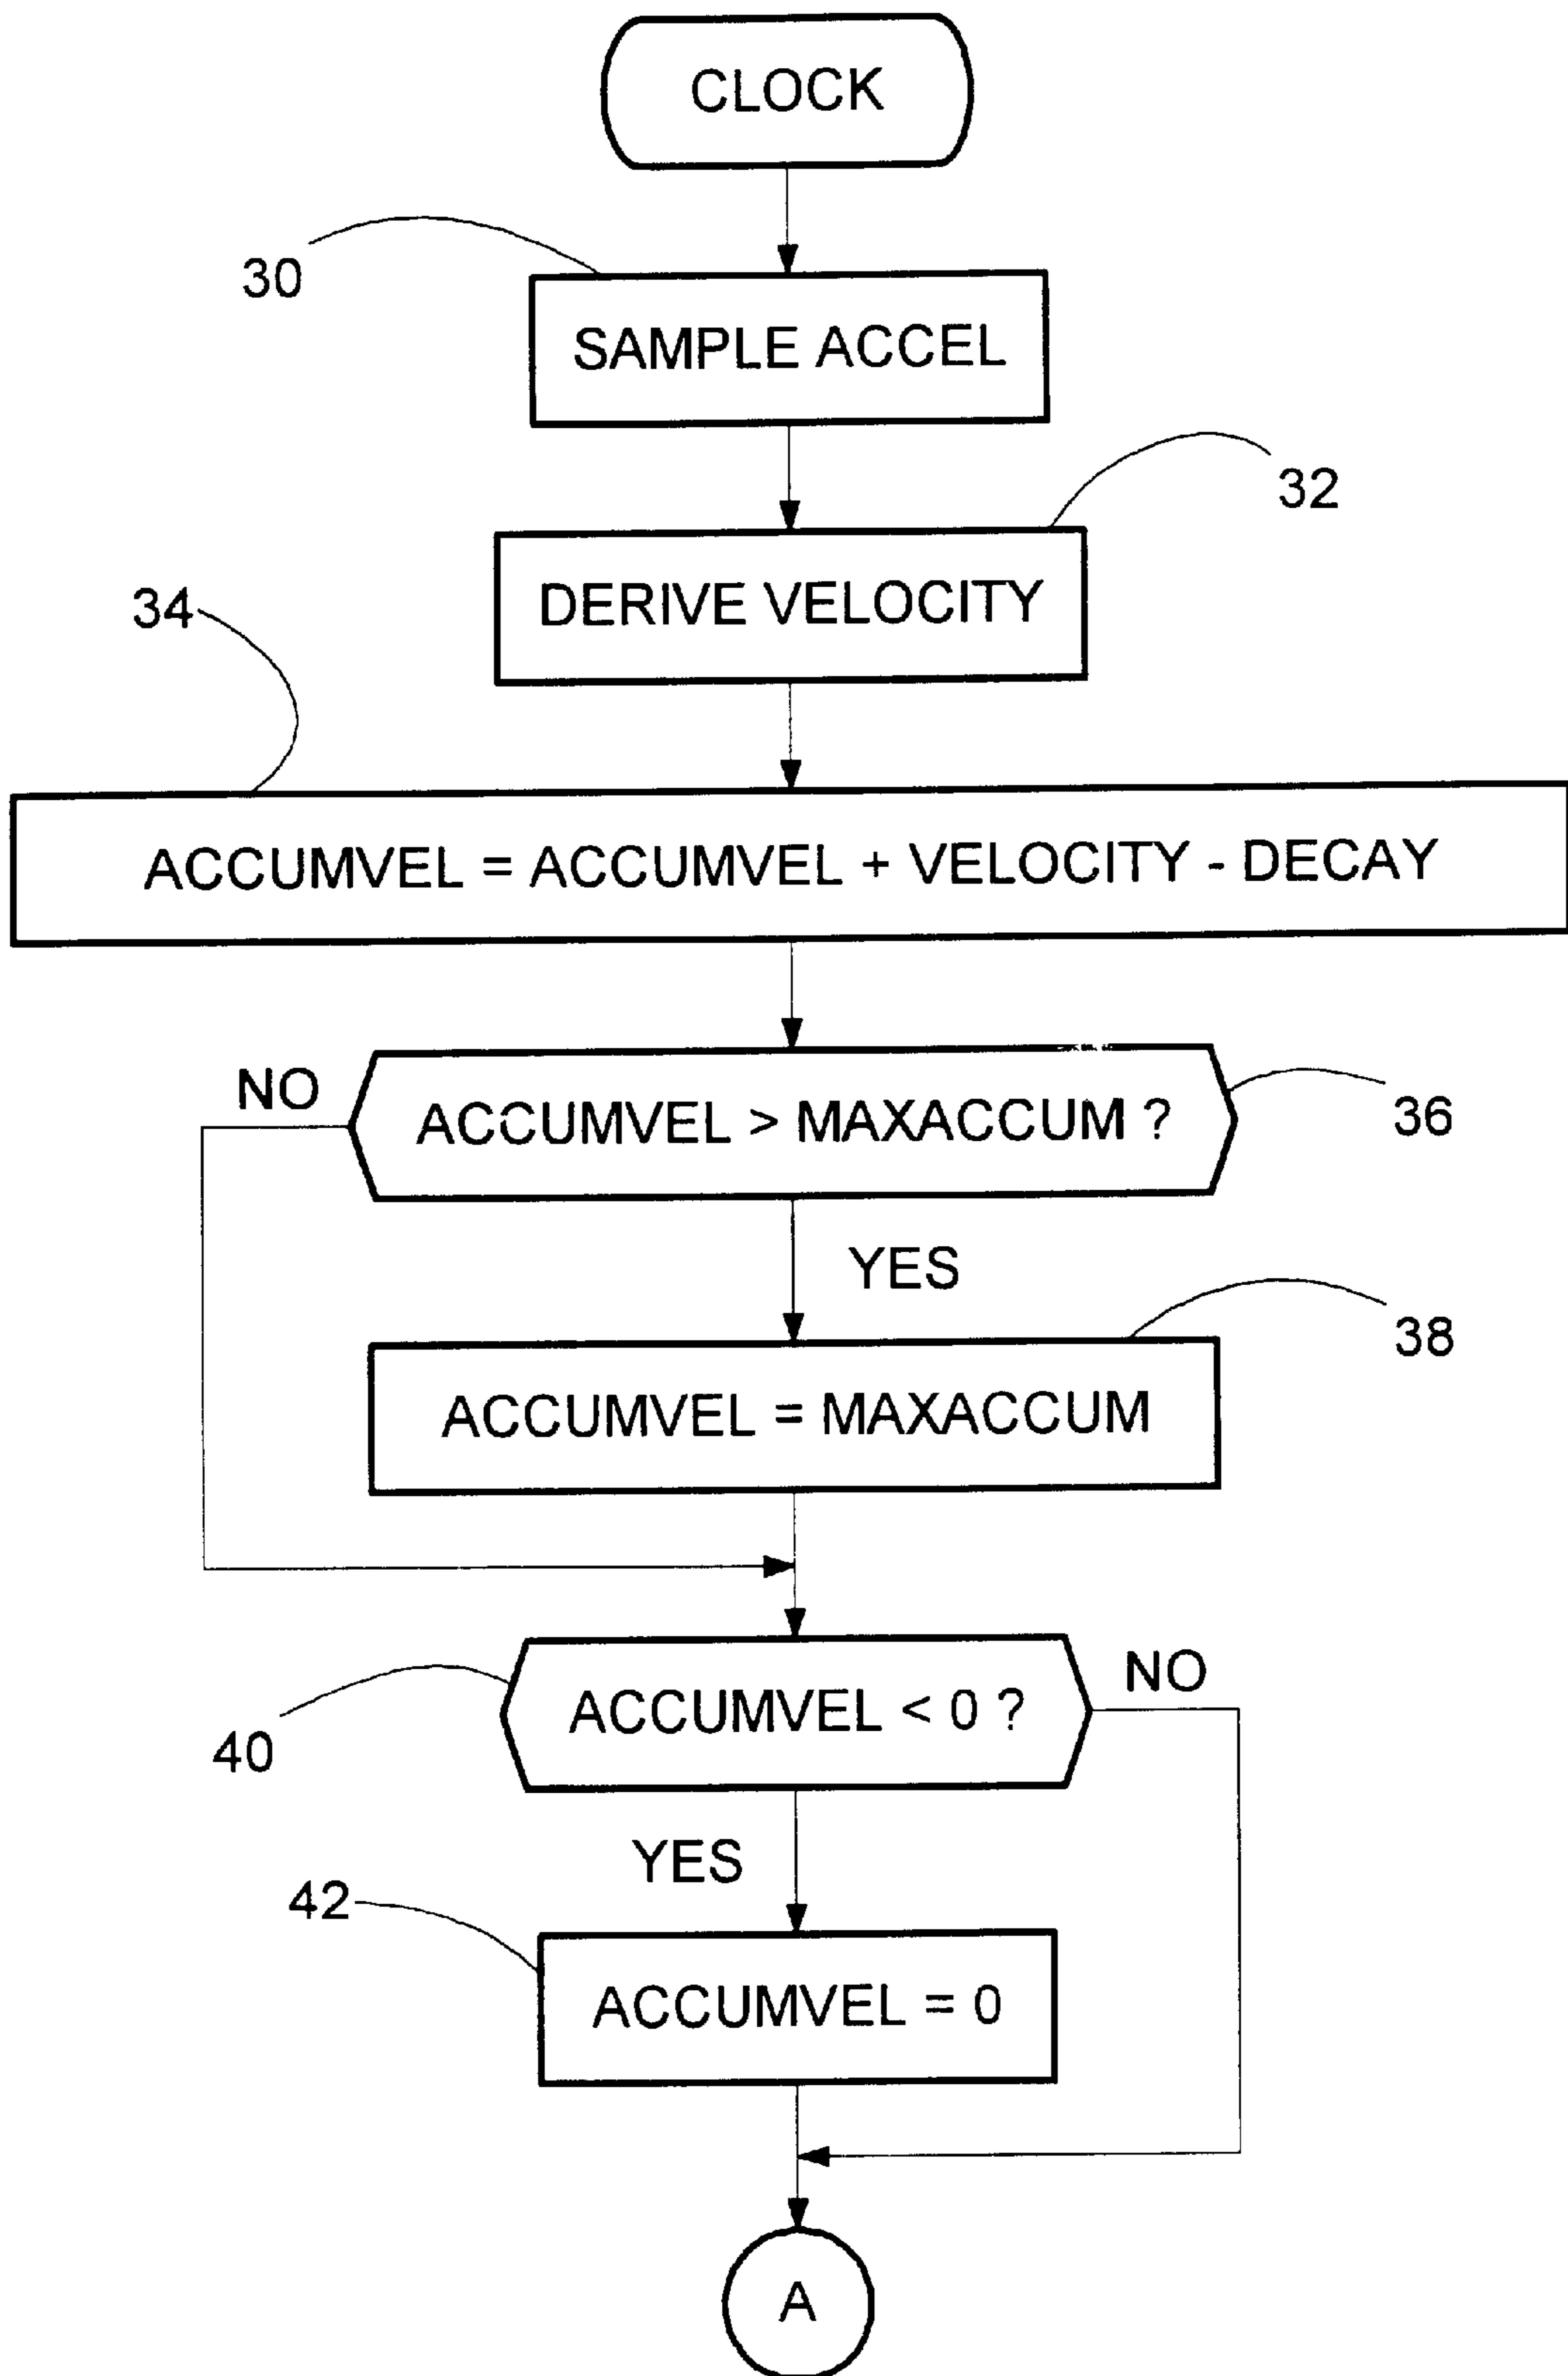 CLOCK
30
SAMPLE ACCEL
32
DERIVE VELOCITY
34
ACCUMVEL = ACCUMVEL + VELOCITY - DECAY
NO
ACCUMVEL > MAXACCUM ?
36
YES
38
ACCUMVEL = MAXACCUM
NO
ACCUMVEL < 0 ?
40
YES
42
ACCUMVEL = 0
A